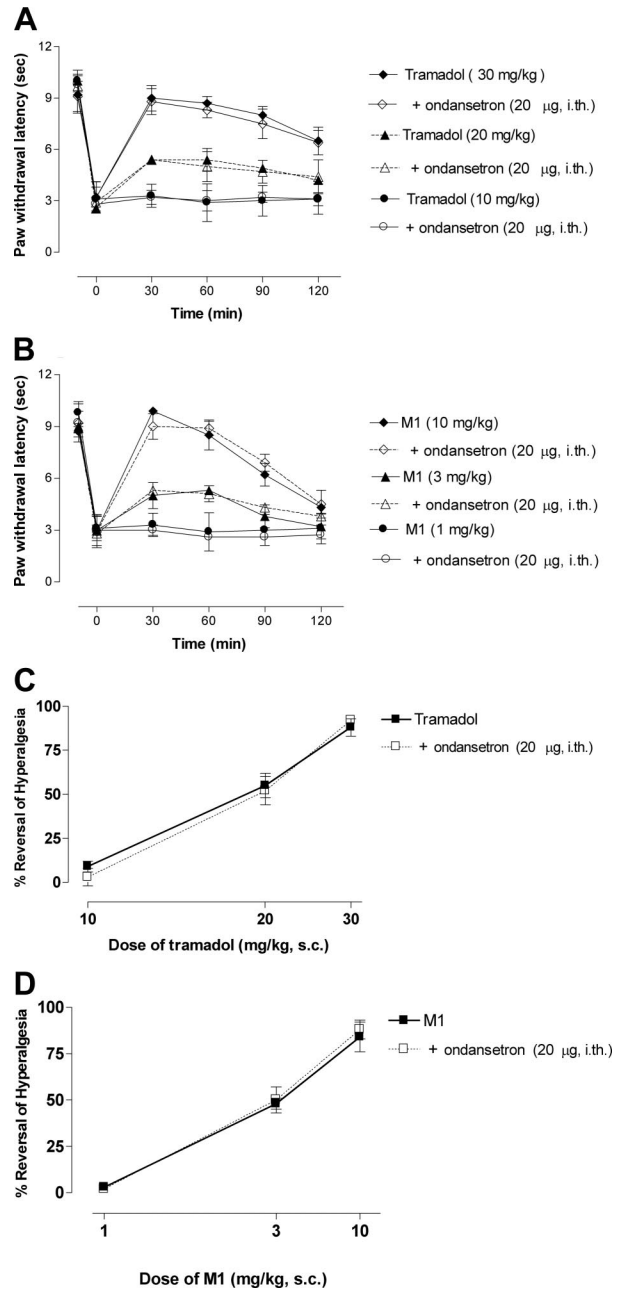 A
Paw withdrawal latency (sec)
12
9
6
3
0
0 30 60 90 120
Time (min)
Tramadol ( 30 mg/kg )
+ ondansetron (20 μg, i.th.)
Tramadol (20 mg/kg)
+ ondansetron (20 μg, i.th.)
Tramadol (10 mg/kg)
+ ondansetron (20 μg, i.th.)
B
Paw withdrawal latency (sec)
12
9
6
3
0
0 30 60 90 120
Time (min)
M1 (10 mg/kg)
+ ondansetron (20 μg, i.th.)
M1 (3 mg/kg)
+ ondansetron (20 μg, i.th.)
M1 (1 mg/kg)
+ ondansetron (20 μg, i.th.)
C
% Reversal of Hyperalgesia
100
75
50
25
0
10 20 30
Dose of tramadol (mg/kg, s.c.)
Tramadol
+ ondansetron (20 μg, i.th.)
D
% Reversal of Hyperalgesia
100
75
50
25
0
1 3 10
Dose of M1 (mg/kg, s.c.)
M1
+ ondansetron (20 μg, i.th.)